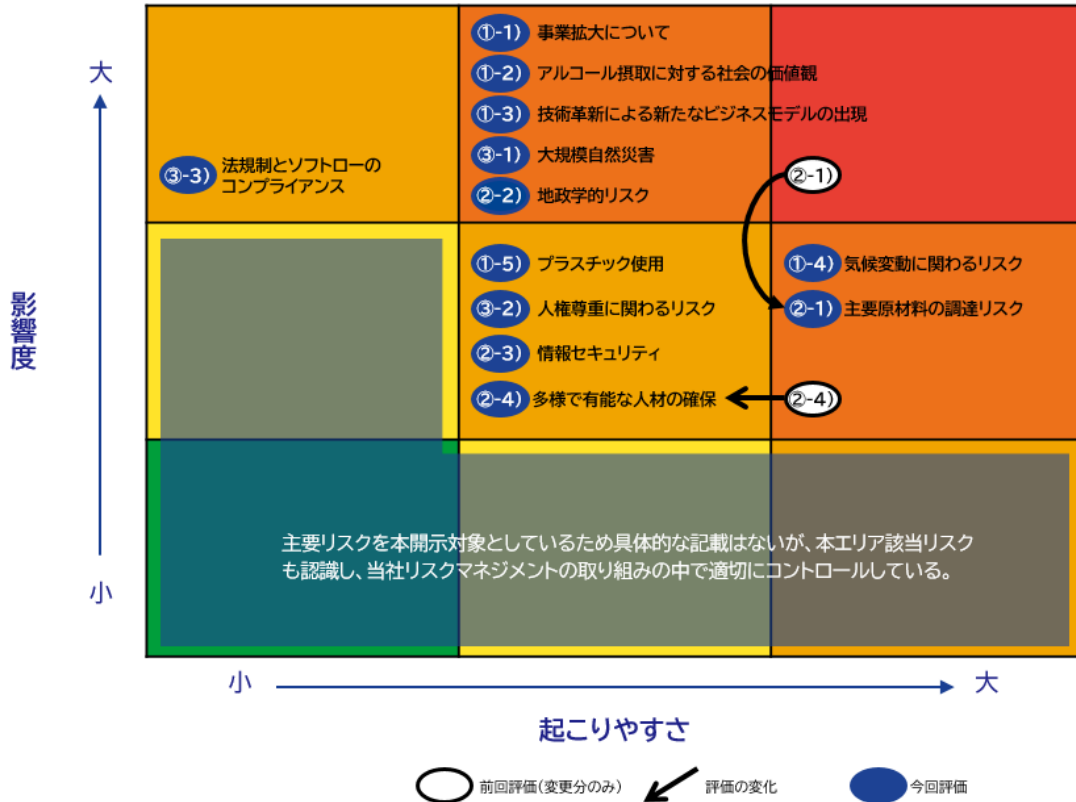 ①-1) 事業拡大について
大
①-2) アルコール摂取に対する社会の価値観
①-3) 技術革新による新たなビジネスモデルの出現
③-1) 大規模自然災害
②-1)
③-3) 法規制とソフトローの
コンプライアンス
②-2) 地政学的リスク
①-5) プラスチック使用
①-4) 気候変動に関わるリスク
③-2) 人権尊重に関わるリスク
②-1) 主要原材料の調達リスク
影響度
②-3) 情報セキュリティ
②-4) 多様で有能な人材の確保
②-4)
主要リスクを本開示対象としているため具体的な記載はないが、本エリア該当リスク
も認識し、当社リスクマネジメントの取り組みの中で適切にコントロールしている。
小
小
大
起こりやすさ
前回評価(変更分のみ)
評価の変化
今回評価